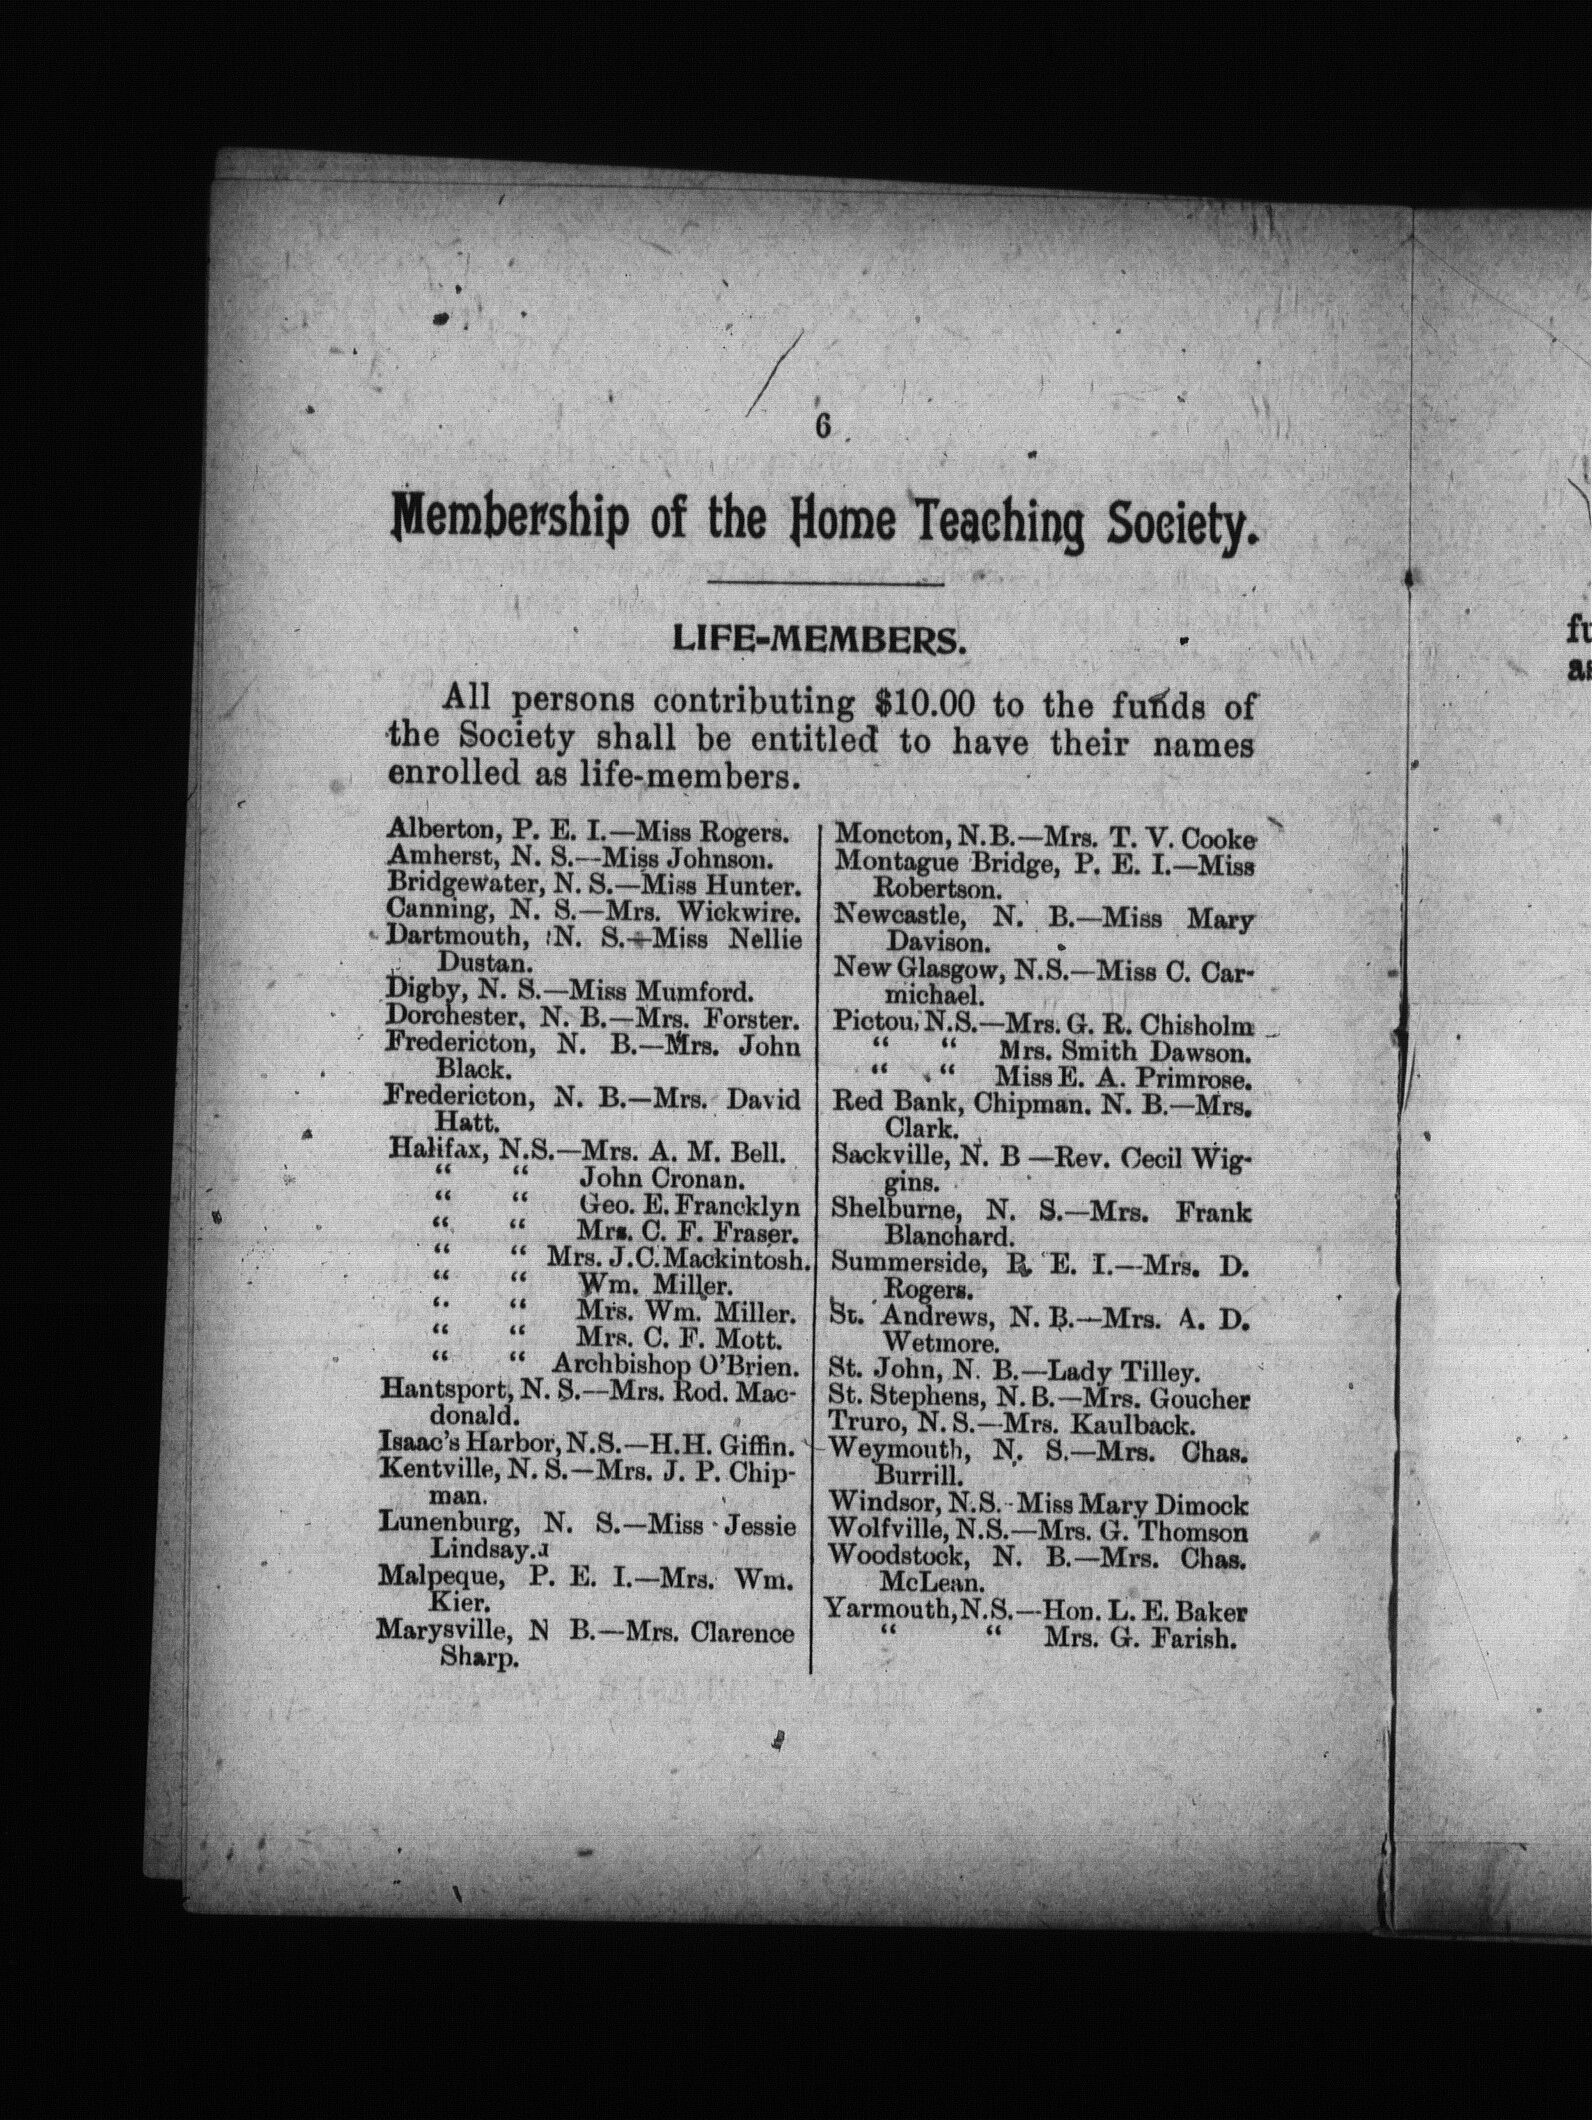 6
Membership of the Home Teaching Society.
LIFE-MEMBERS.
All persons contributing $10.00 to the funds of
the Society shall be entitled to have their names
enrolled as life-members.
Alberton, P. E. I.—Miss Rogers.
Amherst, N. S.—Miss Johnson.
Bridgewater, N. S.—Miss Hunter.
Canning, N. S.—Mrs. Wickwire.
Dartmouth, N. S.—Miss Nellie
Dustan.
Digby, N. S.—Miss Mumford.
Dorchester, N. B.—Mrs. Forster.
Fredericton, N. B.—Mrs. John
Black.
Fredericton, N. B.—Mrs. David
Hatt.
Halifax, N.S.—Mrs. A. M. Bell.
“ “ John Cronan.
“ “ Geo. E. Francklyn
“ “ Mrs. C. F. Fraser.
“ “ Mrs. J.C. Mackintosh.
“ “ Wm. Miller.
“ “ Mrs. Wm. Miller.
“ “ Mrs. C. F. Mott.
“ “ Archbishop O'Brien.
Hantsport, N. S.—Mrs. Rod. Mac-
donald.
Isaac's Harbor, N.S.—H.H. Giffin.
Kentville, N. S.—Mrs. J. P. Chip-
man.
Lunenburg, N. S.—Miss Jessie
Lindsay.
Malpeque, P. E. I.—Mrs. Wm.
Kier.
Marysville, N B.—Mrs. Clarence
Sharp.
Moncton, N.B.—Mrs. T. V. Cooke
Montague Bridge, P. E. I.—Miss
Robertson.
Newcastle, N. B.—Miss Mary
Davison.
New Glasgow, N.S.—Miss C. Car-
michael.
Pictou, N.S.—Mrs. G. R. Chisholm
“ “ Mrs. Smith Dawson.
“ “ Miss E. A. Primrose.
Red Bank, Chipman. N. B.—Mrs.
Clark.
Sackville, N. B —Rev. Cecil Wig-
gins.
Shelburne, N. S.—Mrs. Frank
Blanchard.
Summerside, P. E. I.—Mrs. D.
Rogers.
St. Andrews, N. B.—Mrs. A. D.
Wetmore.
St. John, N. B.—Lady Tilley.
St. Stephens, N.B.—Mrs. Goucher
Truro, N. S.—Mrs. Kaulback.
Weymouth, N. S.—Mrs. Chas.
Burrill.
Windsor, N.S.-Miss Mary Dimock
Wolfville, N.S.—Mrs. G. Thomson
Woodstock, N. B.—Mrs. Chas.
McLean.
Yarmouth, N.S.—Hon. L. E. Baker
“ “ Mrs. G. Farish.